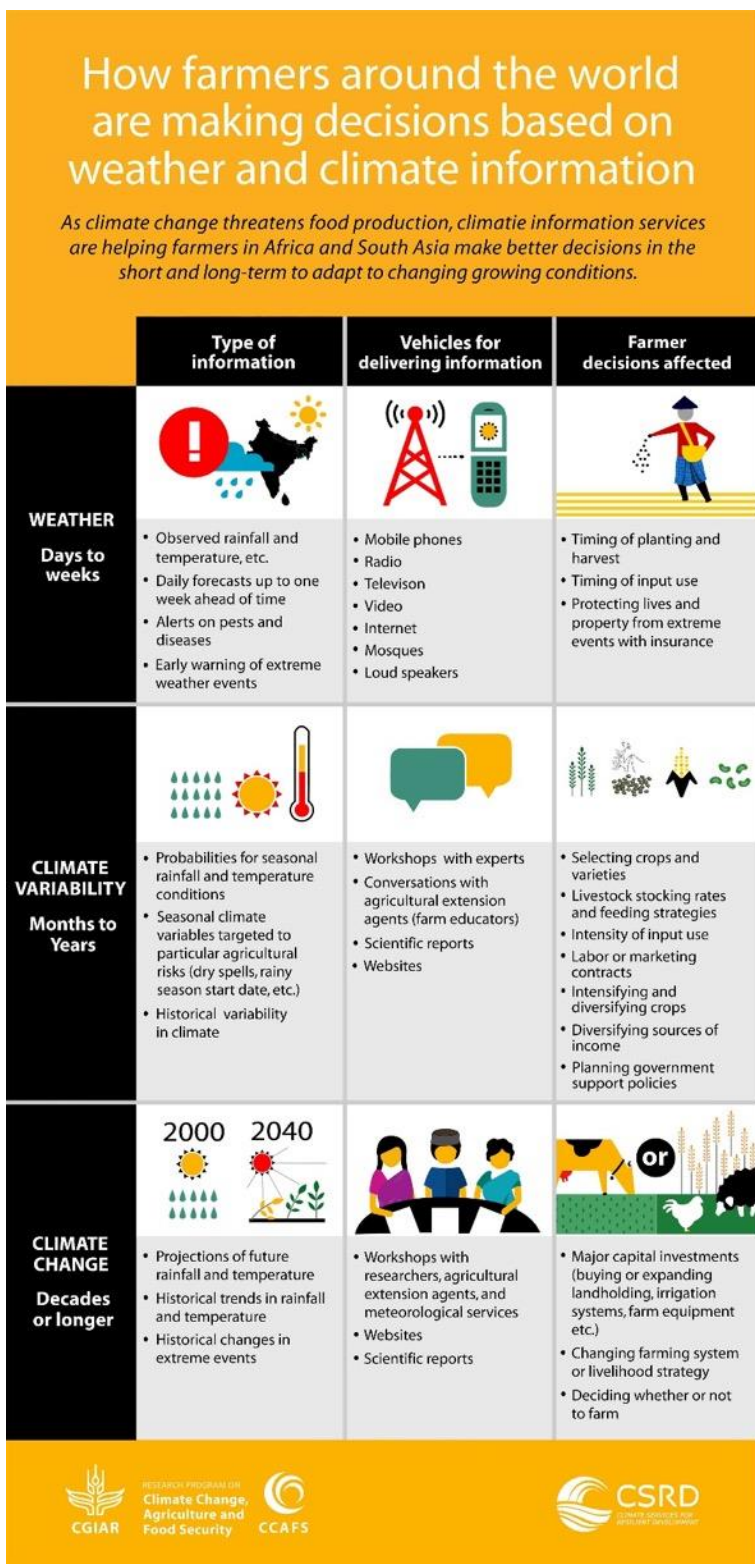 How farmers around the world
are making decisions based on
weather and climate information
As climate change threatens food production, climatie information services
are helping farmers in Africa and South Asia make better decisions in the
short and long-term to adapt to changing growing conditions.
Type of
information
Vehicles for
delivering information
Farmer
decisions affected
WEATHER
Days to
weeks
!
• Observed rainfall and
temperature, etc.
• Daily forecasts up to one
week ahead of time
• Alerts on pests and
diseases
• Early warning of extreme
weather events
• Mobile phones
• Radio
• Televison
• Video
• Internet
• Mosques
• Loud speakers
• Timing of planting and
harvest
• Timing of input use
• Protecting lives and
property from extreme
events with insurance
CLIMATE
VARIABILITY
Months to
Years
• Probabilities for seasonal
rainfall and temperature
conditions
• Seasonal climate
variables targeted to
particular agricultural
risks (dry spells, rainy
season start date, etc.)
• Historical variability
in climate
• Workshops with experts
• Conversations with
agricultural extension
agents (farm educators)
• Scientific reports
• Websites
• Selecting crops and
varieties
• Livestock stocking rates
and feeding strategies
• Intensity of input use
• Labor or marketing
contracts
• Intensifying and
diversifying crops
• Diversifying sources of
income
• Planning government
support policies
CLIMATE
CHANGE
Decades
or longer
2000 2040
• Projections of future
rainfall and temperature
• Historical trends in rainfall
and temperature
• Historical changes in
extreme events
• Workshops with
researchers, agricultural
extension agents, and
meteorological services
• Websites
• Scientific reports
or
• Major capital investments
(buying or expanding
landholding, irrigation
systems, farm equipment
etc.)
• Changing farming system
or livelihood strategy
• Deciding whether or not
to farm
CGIAR
RESEARCH PROGRAM ON
Climate Change,
Agriculture and
Food Security
CCAFS
CSRD
CLIMATE SERVICES FOR
RESILIENT DEVELOPMENT